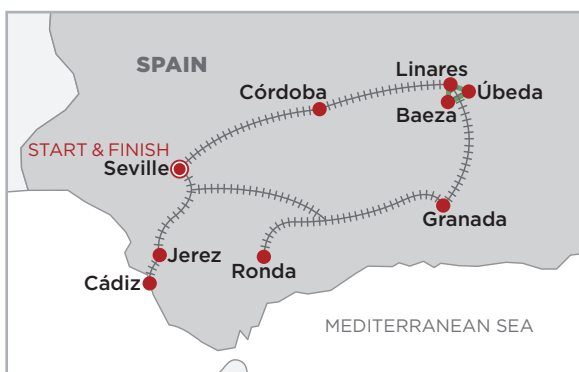 SPAIN
Linares
Córdoba
Úbeda
Baeza
START & FINISH
Seville
Granada
Jerez
Ronda
Cádiz
MEDITERRANEAN SEA